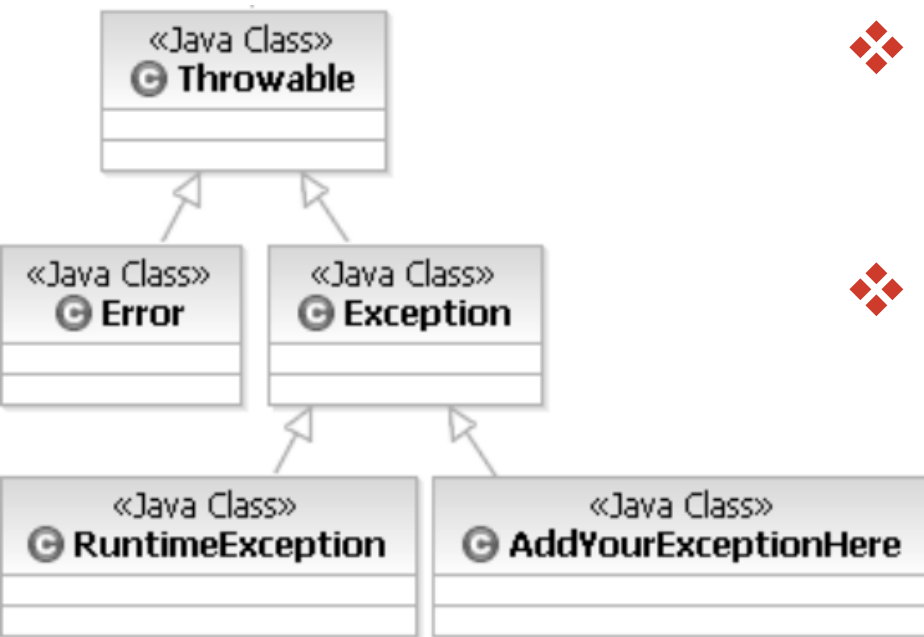 «Java Class»
C Throwable
«Java Class»
C Error
«Java Class»
C Exception
«Java Class»
C RuntimeException
«Java Class»
C AddYourExceptionHere